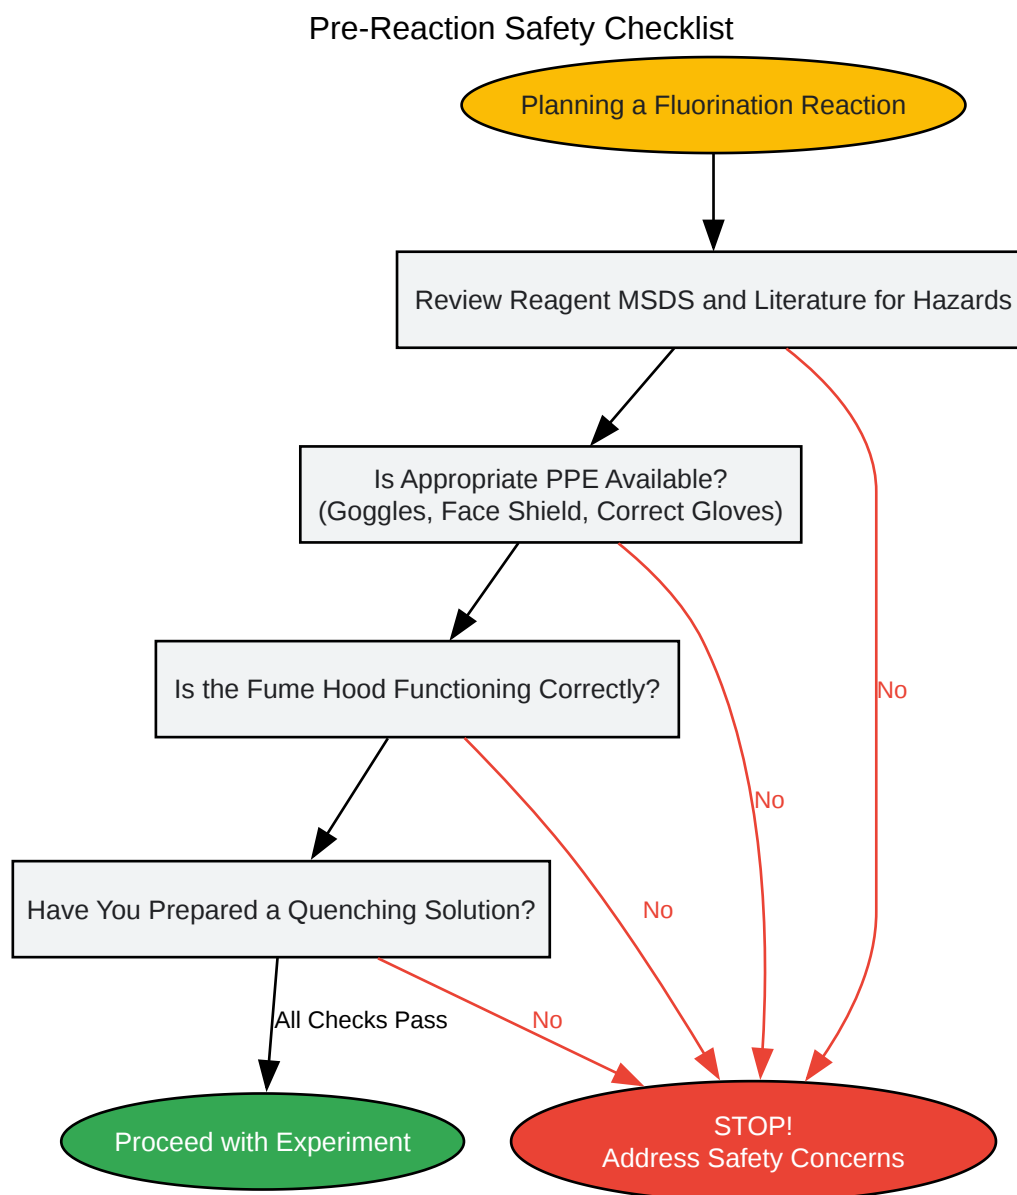 Pre-Reaction Safety Checklist
Planning a Fluorination Reaction
Review Reagent MSDS and Literature for Hazards
Is Appropriate PPE Available?
(Goggles, Face Shield, Correct Gloves)
Is the Fume Hood Functioning Correctly?
No
No
Have You Prepared a Quenching Solution?
No
All Checks Pass
No
Proceed with Experiment
STOP!
Address Safety Concerns